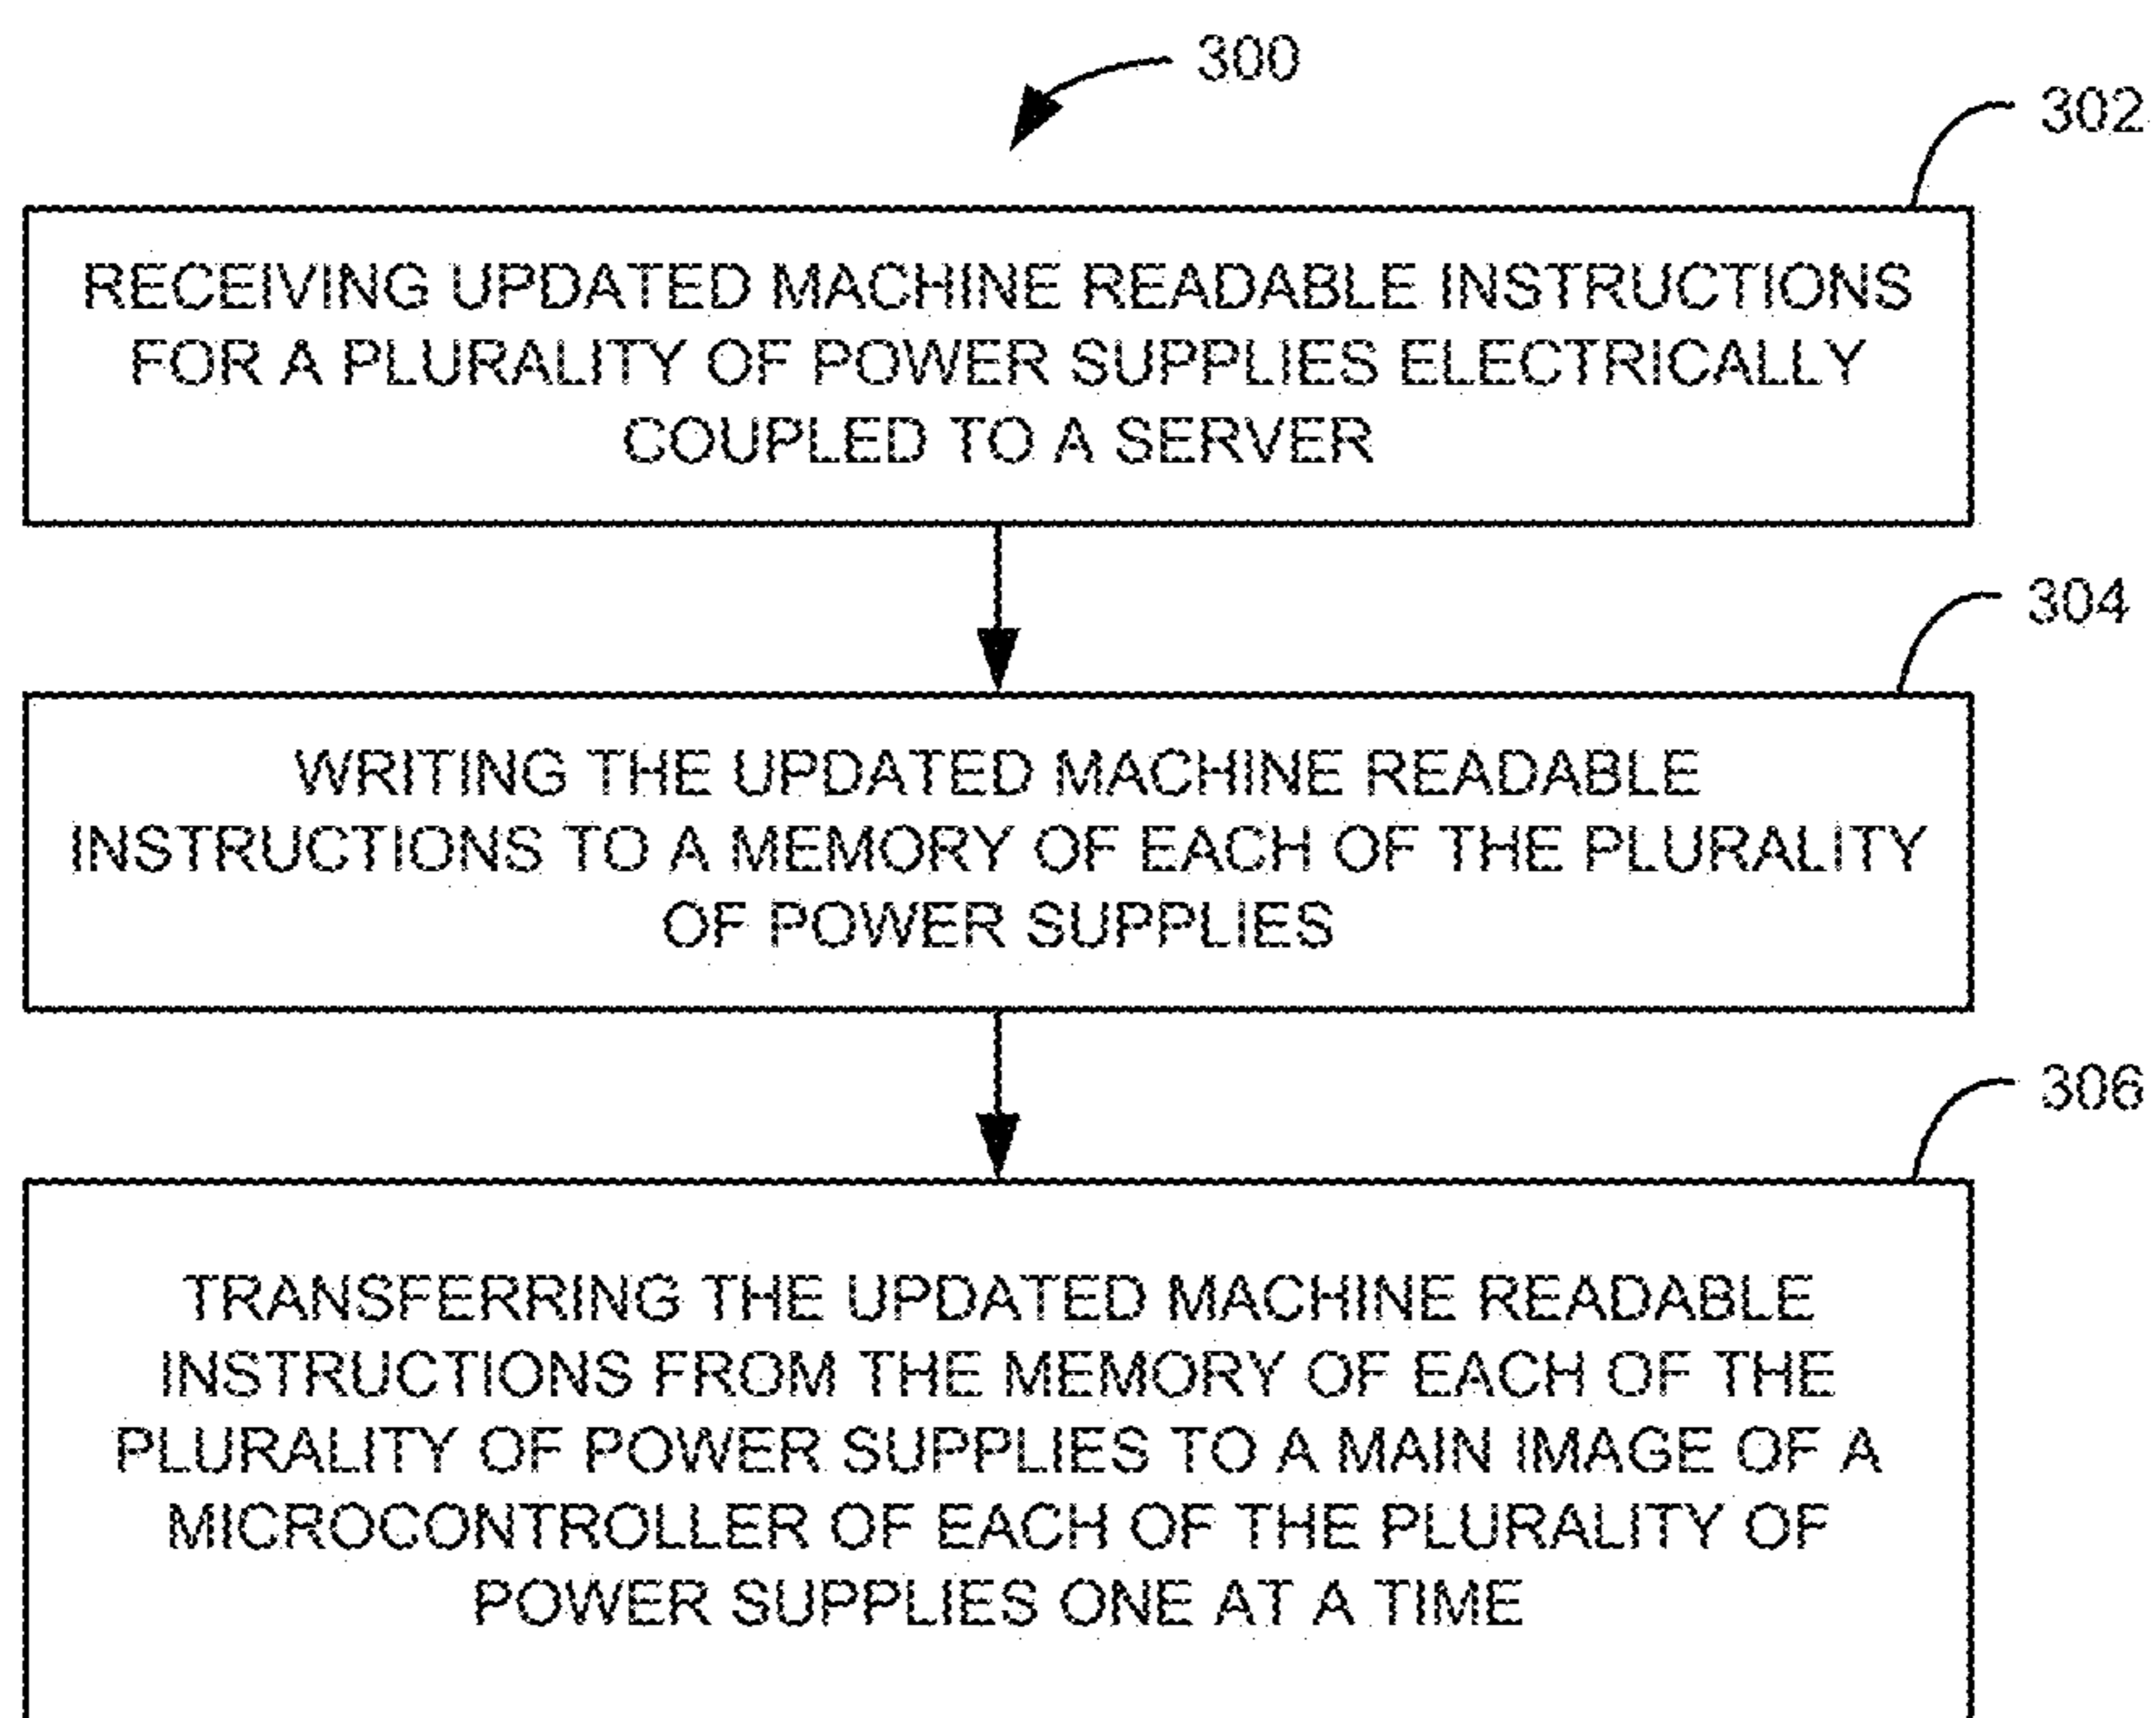 300
302
RECEIVING UPDATED MACHINE READABLE INSTRUCTIONS
FOR A PLURALITY OF POWER SUPPLIES ELECTRICALLY
COUPLED TO A SERVER
304
WRITING THE UPDATED MACHINE READABLE
INSTRUCTIONS TO A MEMORY OF EACH OF THE PLURALITY
OF POWER SUPPLIES
306
TRANSFERRING THE UPDATED MACHINE READABLE
INSTRUCTIONS FROM THE MEMORY OF EACH OF THE
PLURALITY OF POWER SUPPLIES TO A MAIN IMAGE OF A
MICROCONTROLLER OF EACH OF THE PLURALITY OF
POWER SUPPLIES ONE AT A TIME